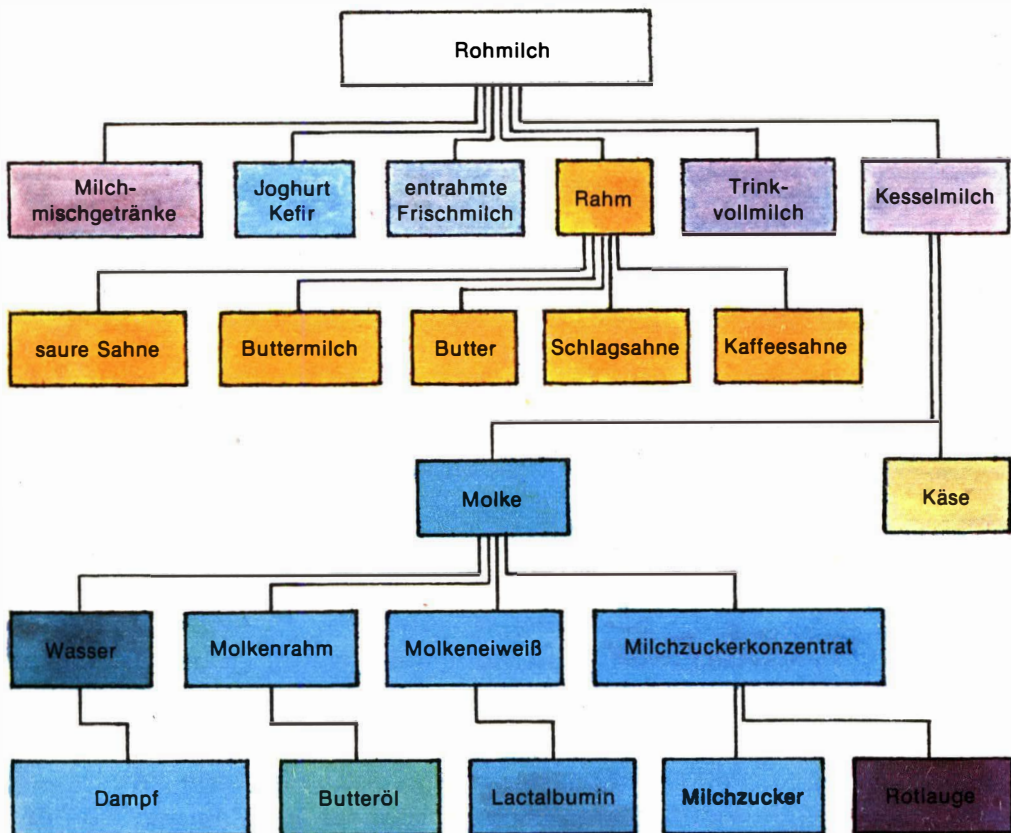 Rohmilch
Milch-
mischgetränke
Joghurt
Kefir
entrahmte
Frischmilch
Rahm
Trink-
vollmilch
Kesselmilch
saure Sahne
Buttermilch
Butter
Schlagsahne
Kaffeesahne
Molke
Käse
Wasser
Molkenrahm
Molkeneiweiß
Milchzuckerkonzentrat
Dampf
Butteröl
Lactalbumin
Milchzucker
Rotlauge